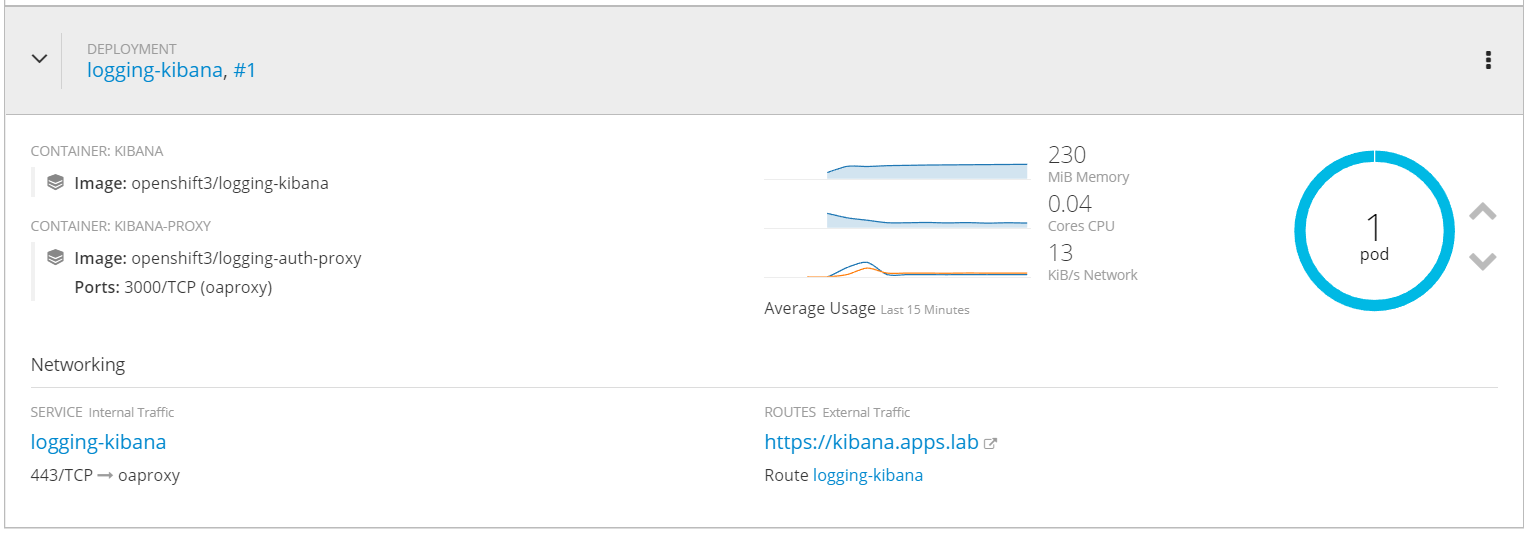 DEPLOYMENT
logging-kibana, #1
CONTAINER: KIBANA
Image: openshift3/logging-kibana
CONTAINER: KIBANA-PROXY
Image: openshift3/logging-auth-proxy
Ports: 3000/TCP (oaproxy)
230
MiB Memory
0.04
Cores CPU
13
KiB/s Network
Average Usage Last 15 Minutes
1
pod
Networking
SERVICE Internal Traffic
logging-kibana
443/TCP → oaproxy
ROUTES External Traffic
https://kibana.apps.lab
Route logging-kibana